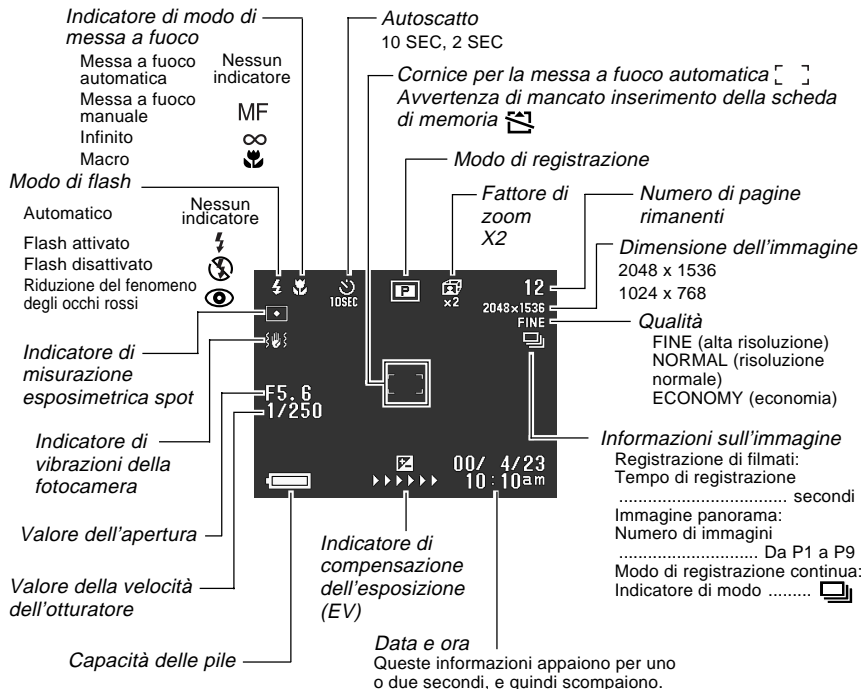 Indicatore di modo di
messa a fuoco
Messa a fuoco
automatica
Nessun
indicatore
Messa a fuoco
manuale
MF
Infinito
∞
Macro
Autoscatto
10 SEC, 2 SEC
Cornice per la messa a fuoco automatica
Avvertenza di mancato inserimento della scheda
di memoria
Modo di registrazione
Fattore di
zoom
X2
Numero di pagine
rimanenti
Dimensione dell'immagine
2048 x 1536
1024 x 768
Qualità
FINE (alta risoluzione)
NORMAL (risoluzione
normale)
ECONOMY (economia)
Modo di flash
Automatico
Nessun
indicatore
Flash attivato
Flash disattivato
Riduzione del fenomeno
degli occhi rossi
Indicatore di
misurazione
esposimetrica spot
Indicatore di
vibrazioni della
fotocamera
Valore dell'apertura
Valore della velocità
dell'otturatore
Capacità delle pile
10SEC
P
×2
12
2048×1536
FINE
F5.6
1/250
00/ 4/23
10:10am
Indicatore di
compensazione
dell'esposizione
(EV)
Data e ora
Queste informazioni appaiono per uno
o due secondi, e quindi scompaiono.
Informazioni sull'immagine
Registrazione di filmati:
Tempo di registrazione
.................................. secondi
Immagine panorama:
Numero di immagini
............................ Da P1 a P9
Modo di registrazione continua:
Indicatore di modo .........